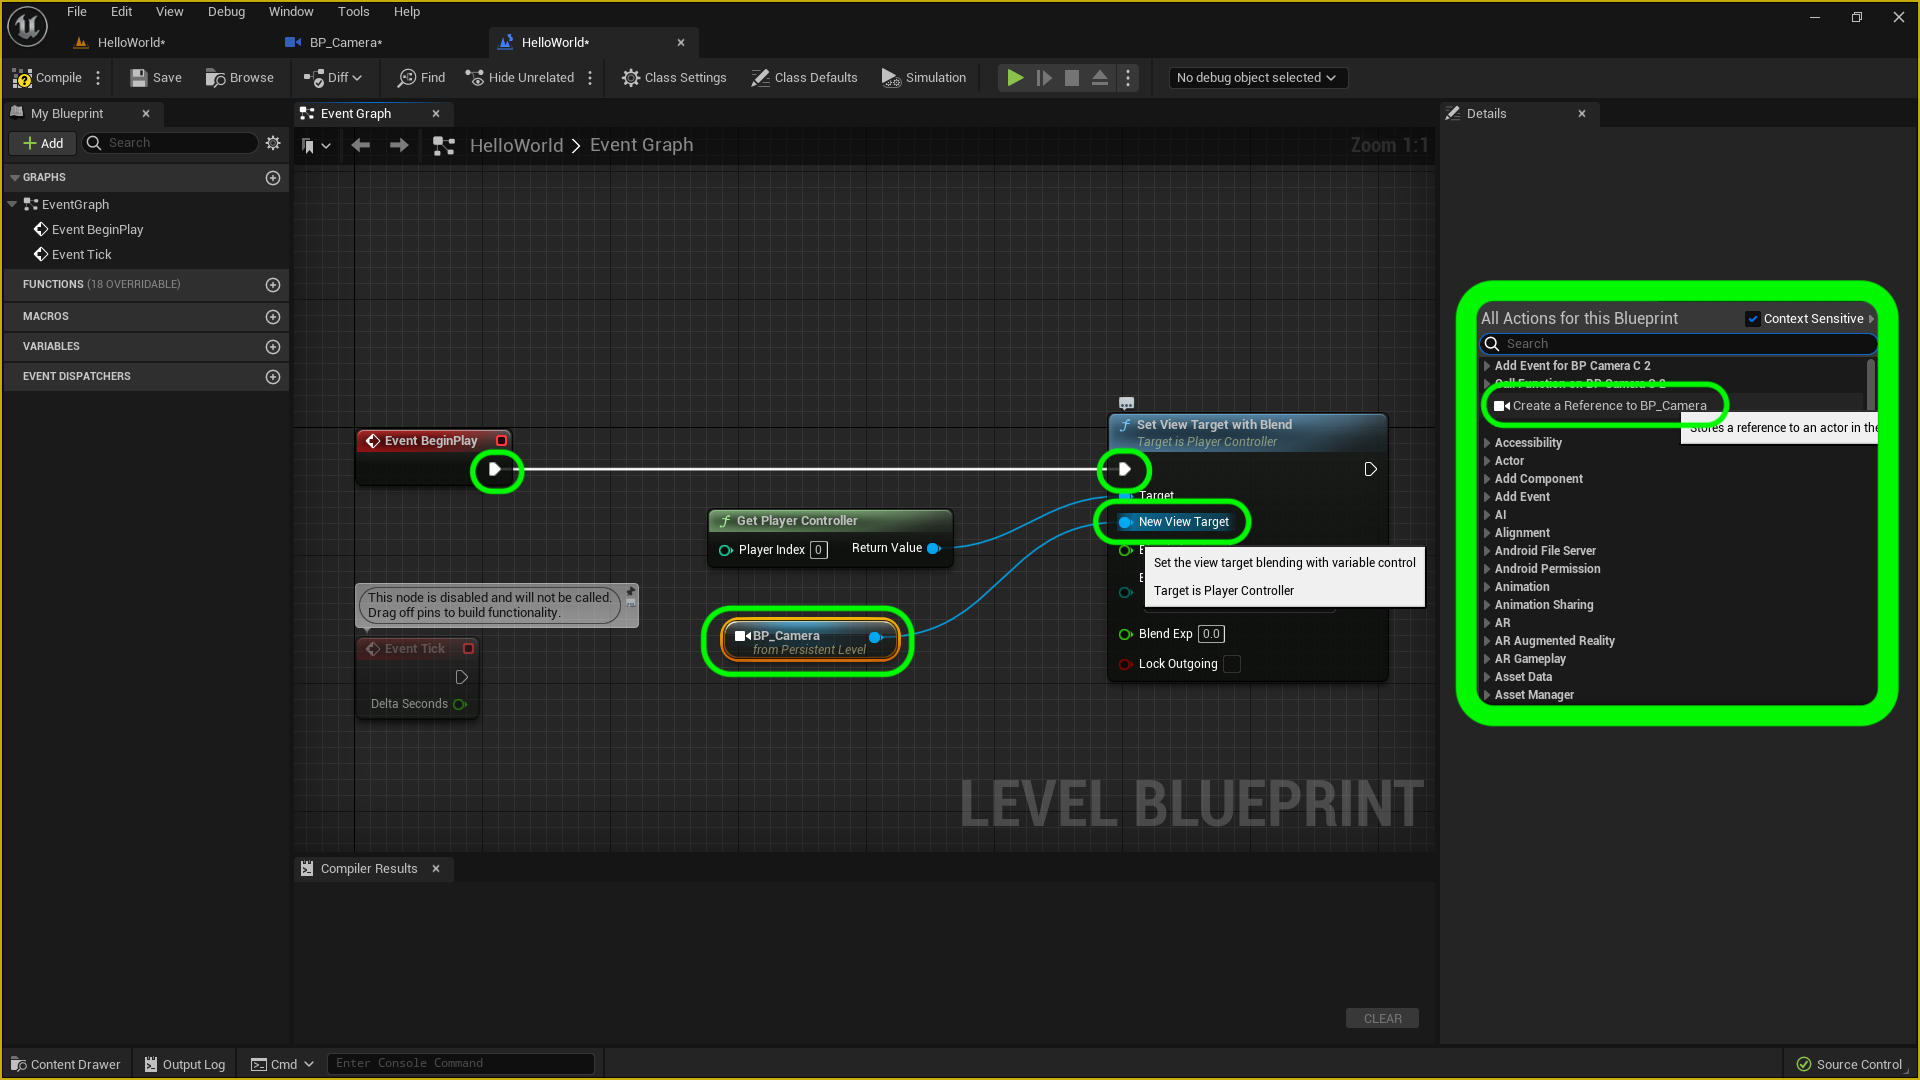 File Edit View Debug Window Tools Help
HelloWorld* BP_Camera* HelloWorld*
Compile Save Browse Diff Find Hide Unrelated Class Settings Class Defaults Simulation No debug object selected
My Blueprint
Event Graph
Details
Add Search
HelloWorld > Event Graph
Zoom 1:1
GRAPHS
EventGraph
Event BeginPlay
Event Tick
FUNCTIONS (18 OVERRIDABLE)
MACROS
VARIABLES
EVENT DISPATCHERS
Event BeginPlay
Set View Target with Blend
Target is Player Controller
Target
New View Target
Set the view target blending with variable control
Target is Player Controller
Blend Exp 0.0
Lock Outgoing
Get Player Controller
Player Index 0 Return Value
This node is disabled and will not be called.
Drag off pins to build functionality.
Event Tick
Delta Seconds
BP_Camera
from Persistent Level
LEVEL BLUEPRINT
All Actions for this Blueprint Context Sensitive
Search
Add Event for BP Camera C 2
Call Function on BP Camera C 2
Create a Reference to BP_Camera
Stores a reference to an actor in the
Accessibility
Actor
Add Component
Add Event
AI
Alignment
Android File Server
Android Permission
Animation
Animation Sharing
AR
AR Augmented Reality
AR Gameplay
Asset Data
Asset Manager
Compiler Results
CLEAR
Content Drawer Output Log Cmd Enter Console Command Source Control